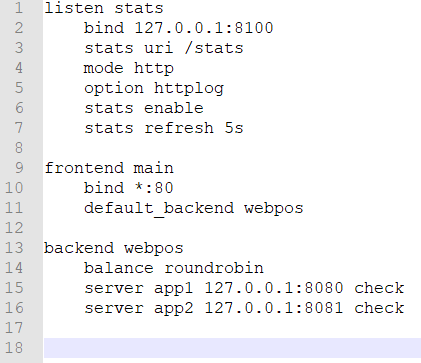 1 listen stats
2     bind 127.0.0.1:8100
3     stats uri /stats
4     mode http
5     option httplog
6     stats enable
7     stats refresh 5s
8
9 frontend main
10     bind *:80
11     default_backend webpos
12
13 backend webpos
14     balance roundrobin
15     server app1 127.0.0.1:8080 check
16     server app2 127.0.0.1:8081 check
17
18